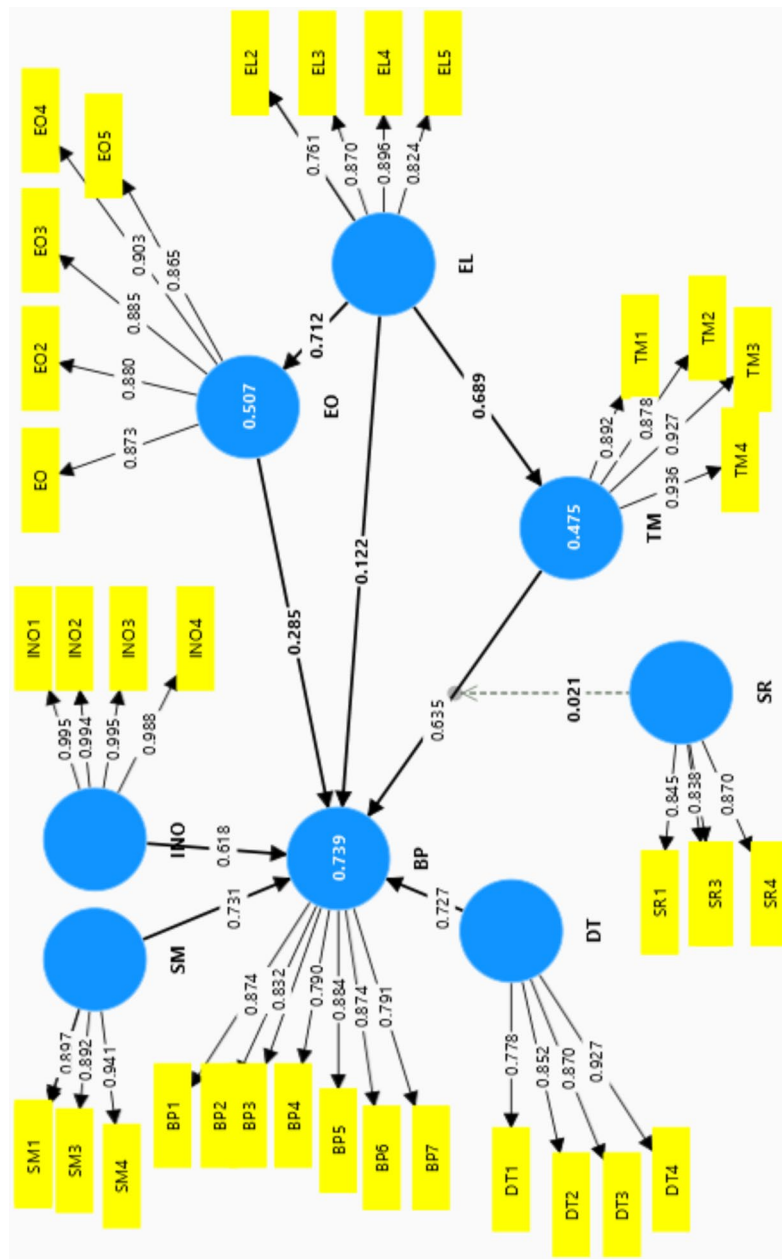 EO
EO2
EO3
EO4
EO5
0.873
0.880
0.885
0.903
0.865
0.507
EO
EL2
EL3
EL4
EL5
0.761
0.870
0.896
0.824
EL
0.712
0.122
0.689
0.285
INO1
INO2
INO3
INO4
0.995
0.994
0.995
0.988
INO
0.618
SM
0.731
SM1
SM3
SM4
0.897
0.892
0.941
0.739
BP
0.874
0.832
0.790
0.884
0.874
0.791
BP1
BP2
BP3
BP4
BP5
BP6
BP7
0.727
DT
0.778
0.852
0.870
0.927
DT1
DT2
DT3
DT4
0.635
0.021
0.475
TM
0.892
0.878
0.927
0.936
TM1
TM2
TM3
TM4
SR
0.845
0.838
0.870
SR1
SR3
SR4